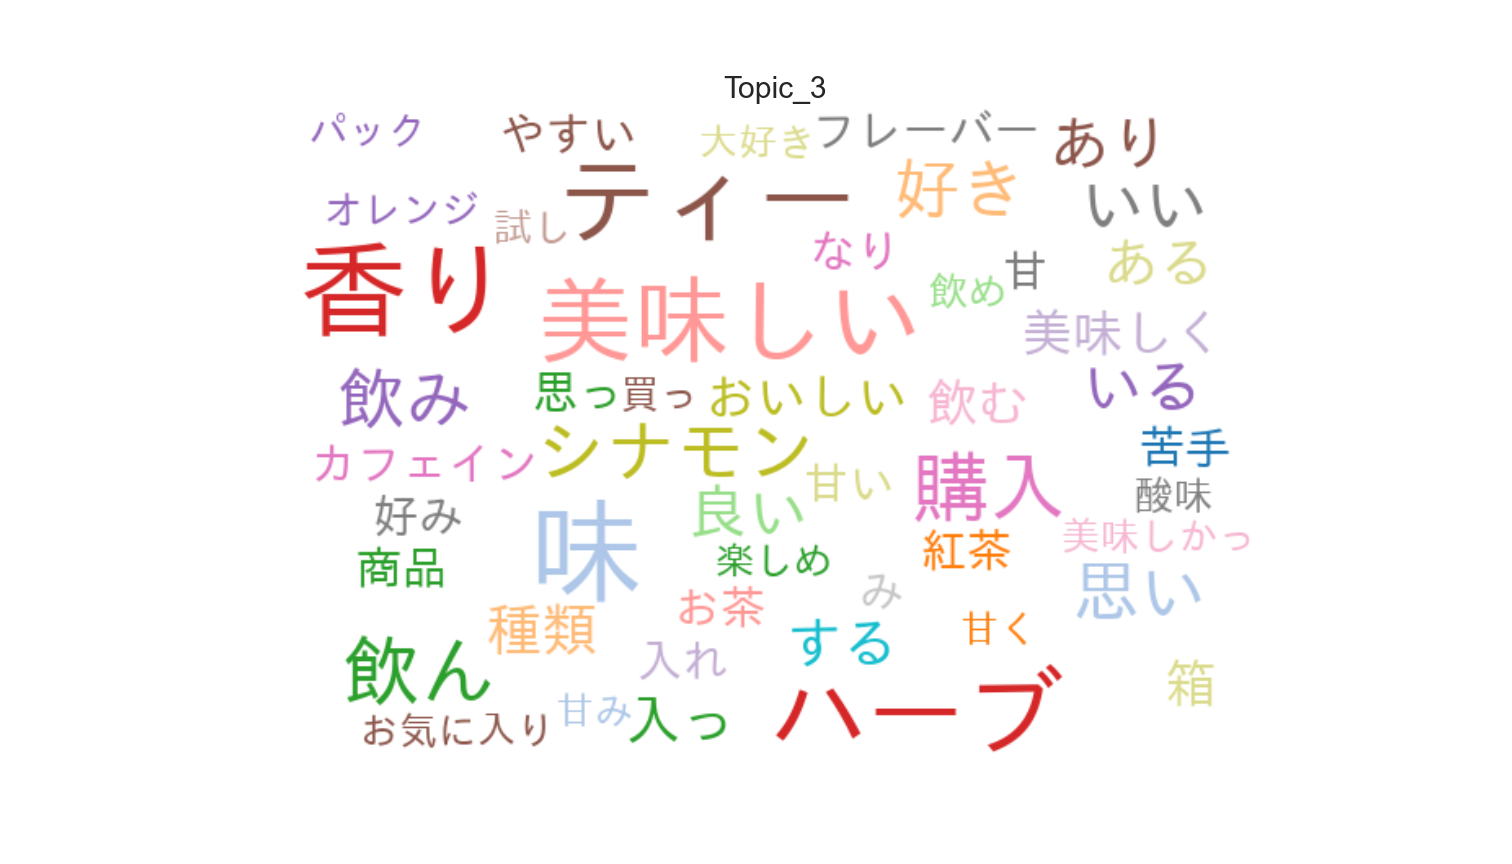 Topic_3
パック
やすい
大好き
フレーバー
あり
ティー
好き
いい
オレンジ
試し
香り
なり
ある
美味しい
飲め
甘
美味しく
飲み
思っ
買っ
おいしい
飲む
いる
カフェイン
シナモン
甘い
購入
苦手
好み
味
良い
酸味
商品
楽しめ
紅茶
美味しかっ
種類
お茶
み
思い
飲ん
入れ
する
甘く
箱
お気に入り
甘み
入っ
ハーブ